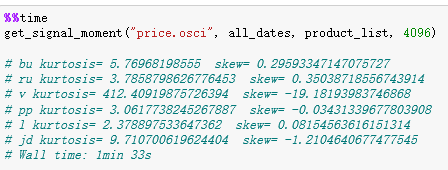 %%time
get_signal_moment("price.osci", all_dates, product_list, 4096)
# bu kurtosis= 5.76968198555  skew= 0.29593347147075727
# ru kurtosis= 3.7858798626776453  skew= 0.35038718556743914
# v kurtosis= 412.40919875726394  skew= -19.18193983746868
# pp kurtosis= 3.0617738245267887  skew= -0.03431339677803908
# l kurtosis= 2.378897533647362  skew= 0.08154563616151314
# jd kurtosis= 9.710700619624404  skew= -1.2104640677477545
# Wall time: 1min 33s